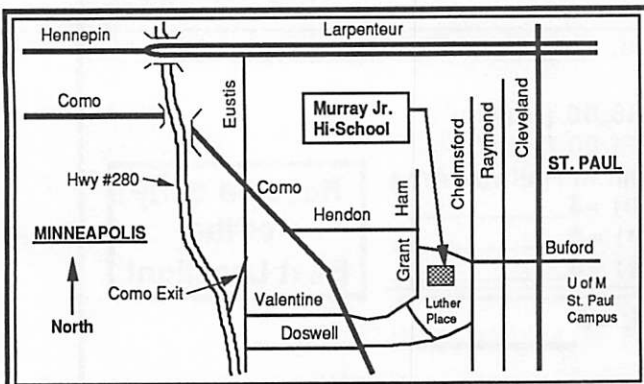 Hennepin
Larpenteur
Como
Eustis
Murray Jr.
Hi-School
Chelmsford
Raymond
Cleveland
ST. PAUL
Hwy #280
Como
Ham
Hendon
MINNEAPOLIS
Grant
Buford
Como Exit
Valentine
Luther
Place
U of M
St. Paul
Campus
North
Doswell